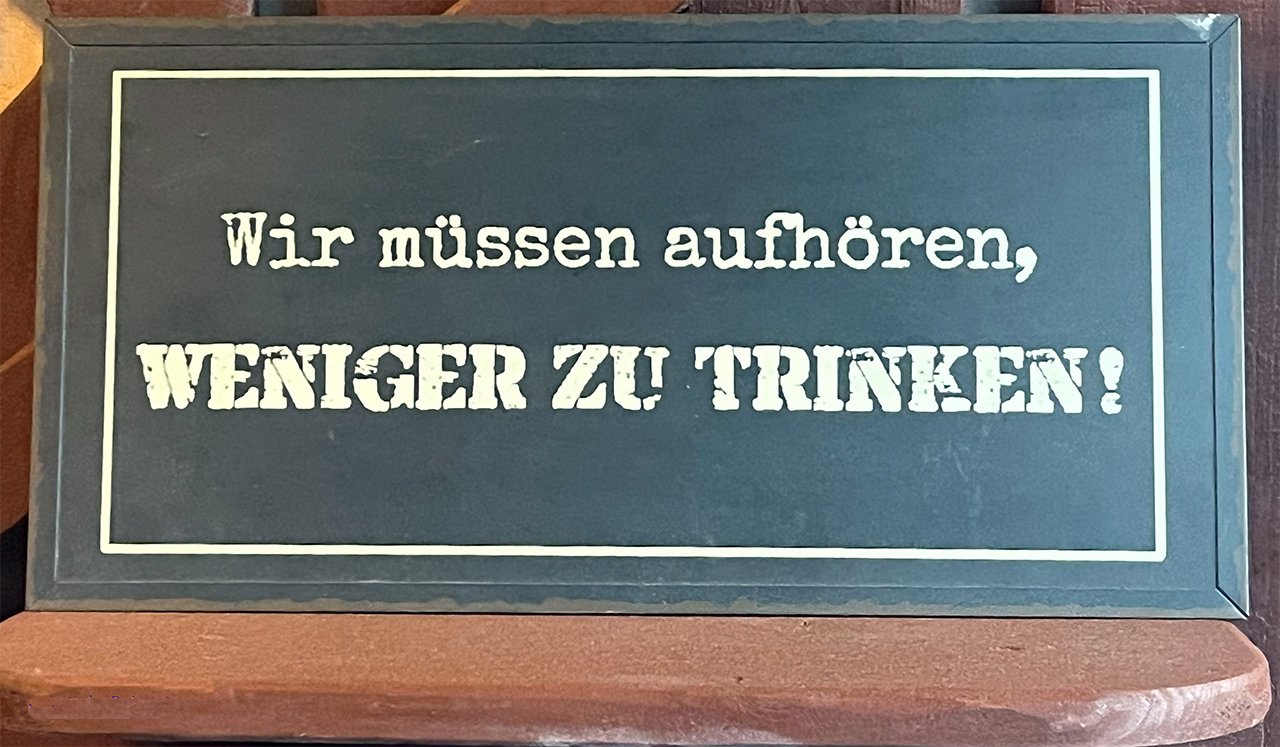 Wir müssen aufhören,
WENIGER ZU TRINKEN!